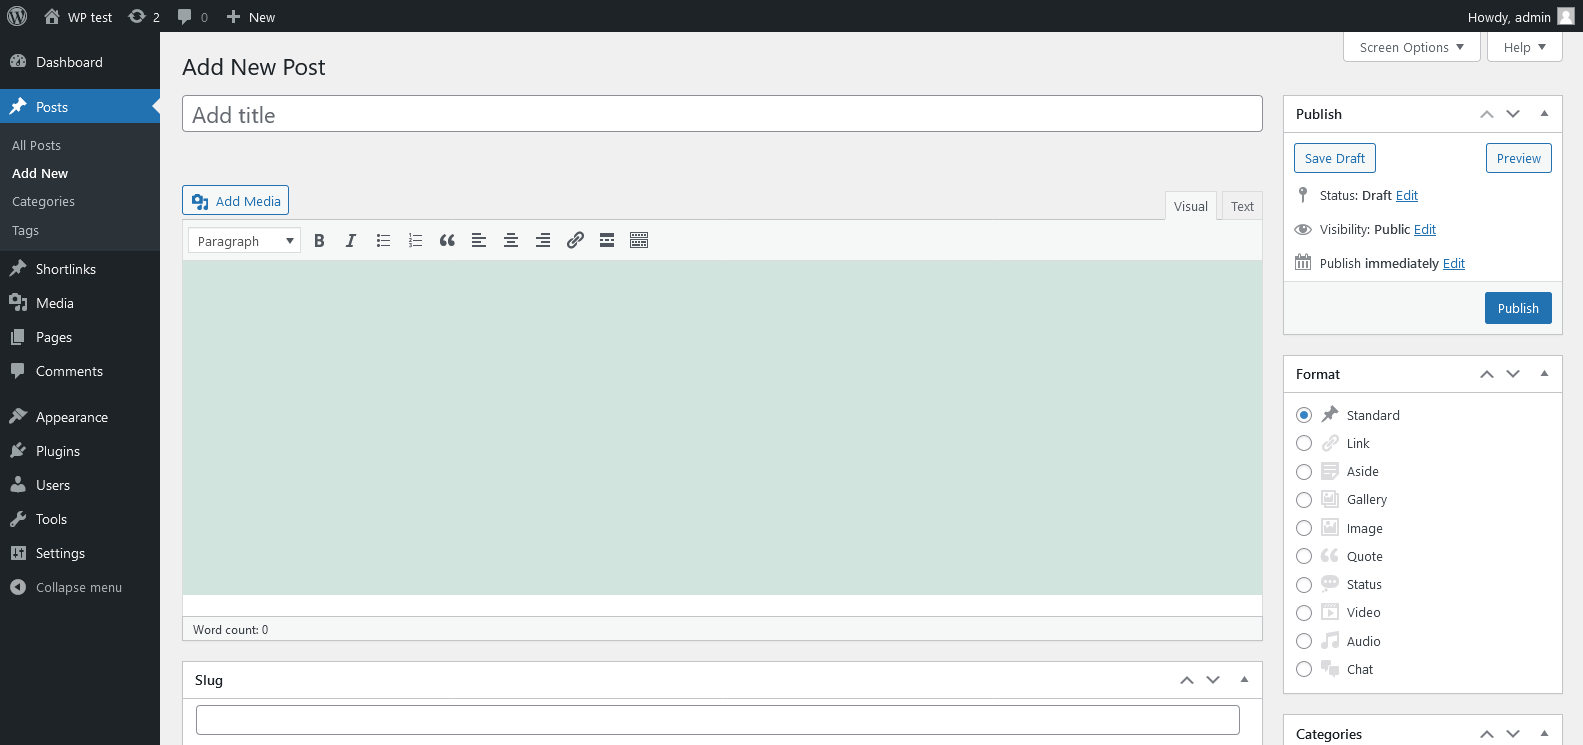 WP test 2 0 New Howdy, admin
Dashboard
Posts
All Posts
Add New
Categories
Tags
Shortlinks
Media
Pages
Comments
Appearance
Plugins
Users
Tools
Settings
Collapse menu
Screen Options Help
Add New Post
Add title
Add Media
Visual Text
Paragraph
Word count: 0
Slug
Publish
Save Draft Preview
Status: Draft Edit
Visibility: Public Edit
Publish immediately Edit
Publish
Format
Standard
Link
Aside
Gallery
Image
Quote
Status
Video
Audio
Chat
Categories